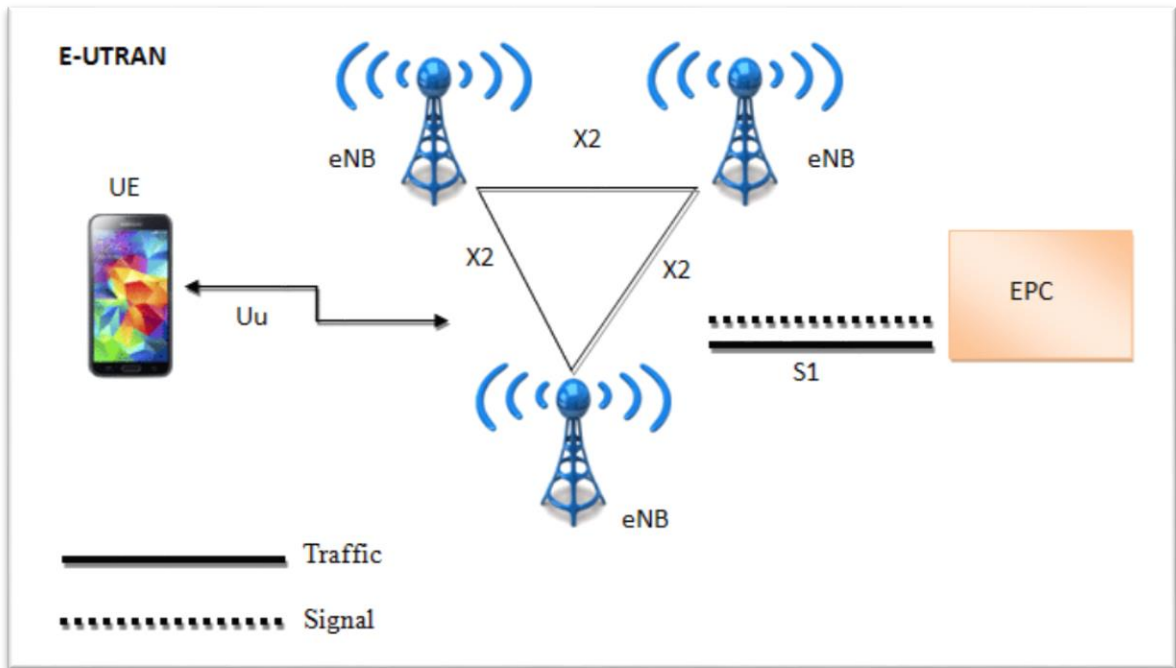 E-UTRAN
eNB
X2
eNB
UE
X2
X2
Uu
EPC
S1
eNB
Traffic
Signal